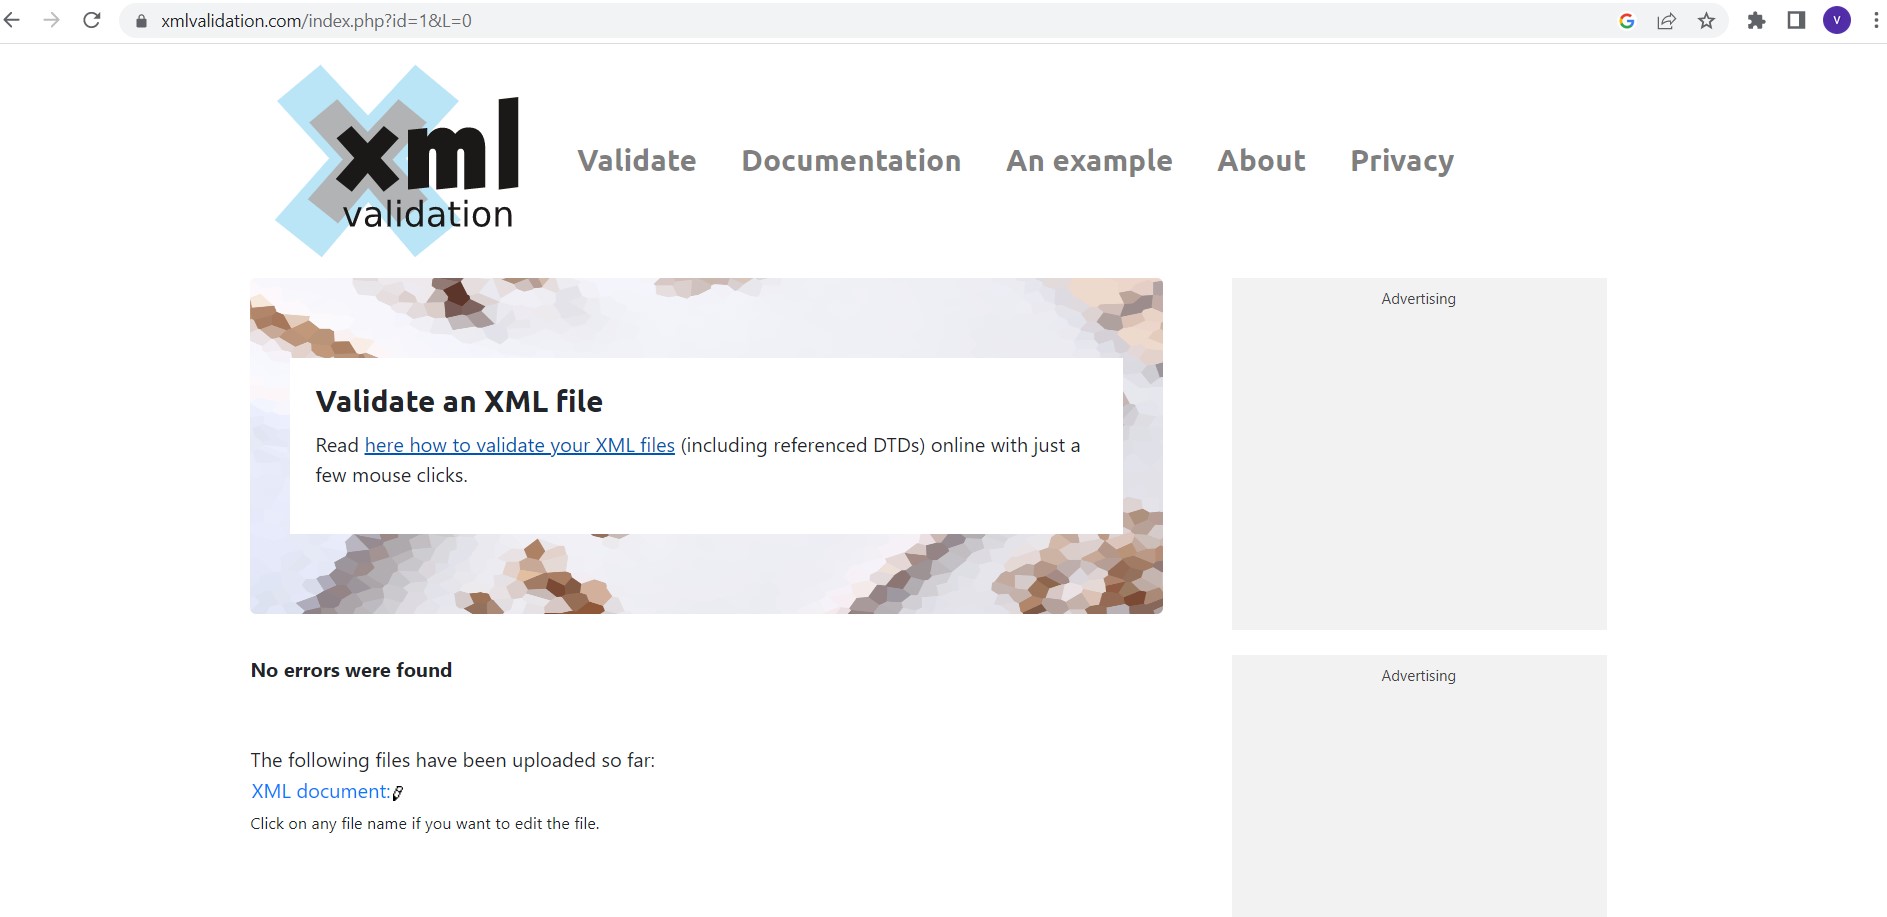 xmlvalidation.com/index.php?id=1&L=0
V
xml
validation
Validate
Documentation
An example
About
Privacy
Validate an XML file
Read here how to validate your XML files (including referenced DTDs) online with just a
few mouse clicks.
Advertising
No errors were found
Advertising
The following files have been uploaded so far:
XML document:
Click on any file name if you want to edit the file.